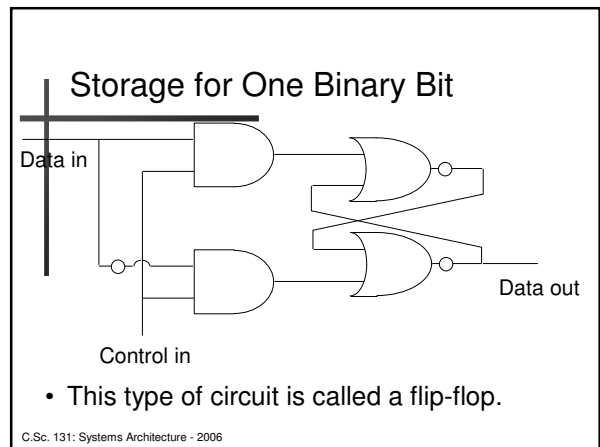 Storage for One Binary Bit
Data in
Data out
Control in
• This type of circuit is called a flip-flop.
C.Sc. 131: Systems Architecture - 2006